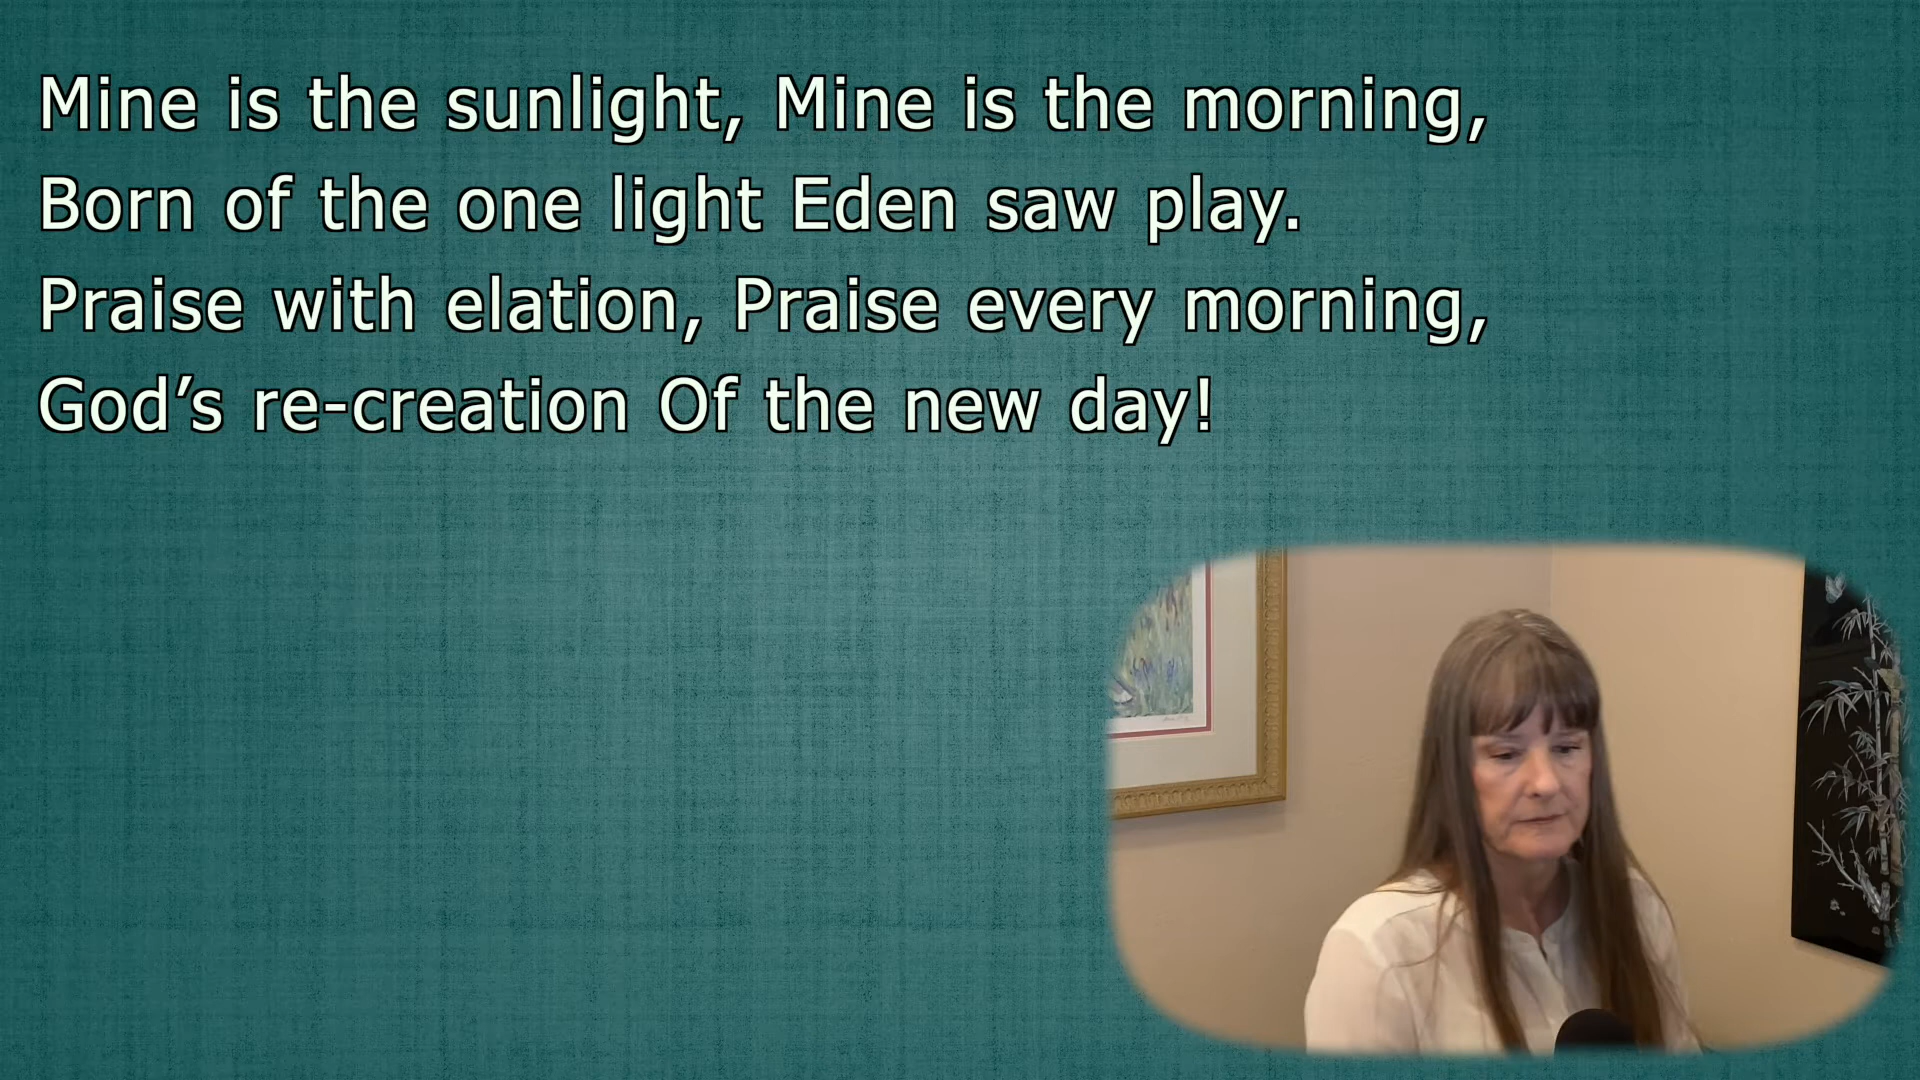 Mine is the sunlight, Mine is the morning,
Born of the one light Eden saw play.
Praise with elation, Praise every morning,
God’s re-creation Of the new day!